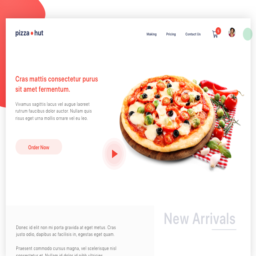 pizza hut
Making Pricing Contact Us
Cras mattis consectetur purus
sit amet fermentum.
Vivamus sagittis lacus vel augue laoreet
rutrum faucibus dolor auctor. Nullam quis
risus eget urna mollis ornare vel eu leo
Order Now
New Arrivals
Donec id elit non mi porta gravida at eget metus. Cras
justo odio, dapibus ac facilisis in, egestas eget quam.
Praesent commodo cursus magna, vel scelerisque nisl